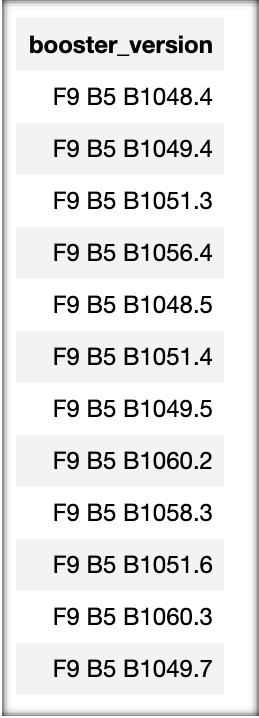 booster_version
F9 B5 B1048.4
F9 B5 B1049.4
F9 B5 B1051.3
F9 B5 B1056.4
F9 B5 B1048.5
F9 B5 B1051.4
F9 B5 B1049.5
F9 B5 B1060.2
F9 B5 B1058.3
F9 B5 B1051.6
F9 B5 B1060.3
F9 B5 B1049.7